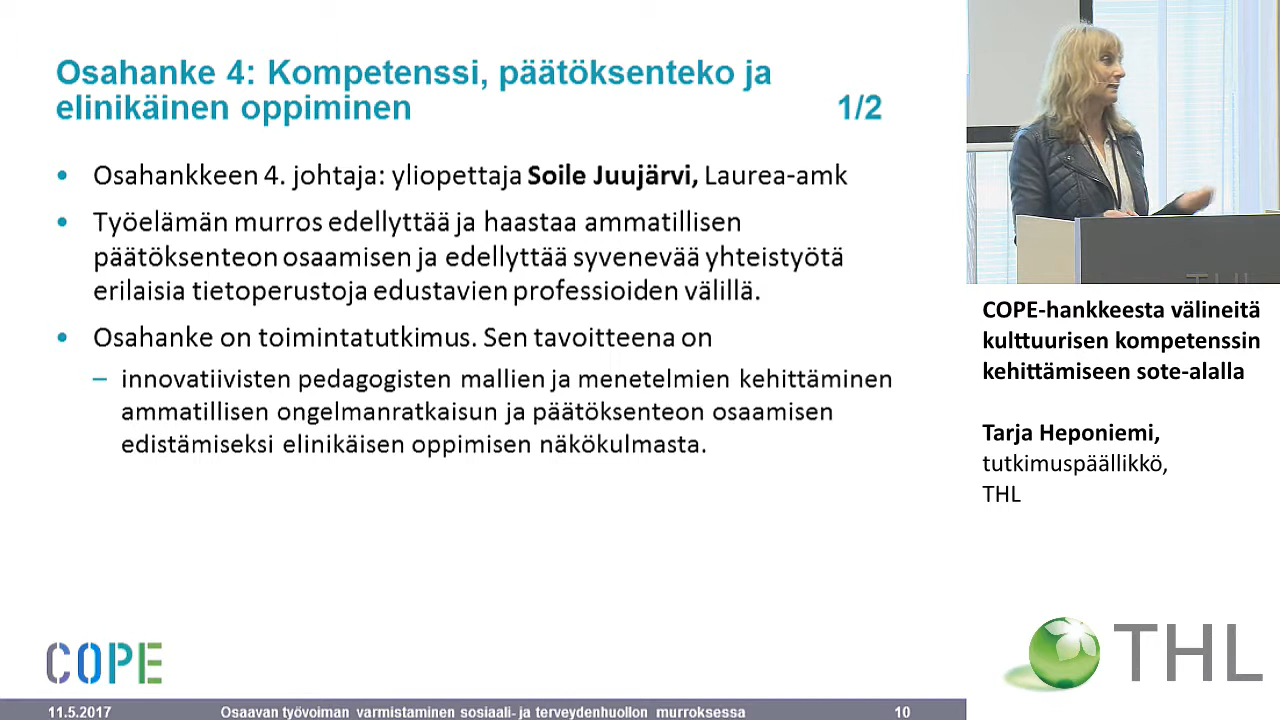 Osahanke 4: Kompetenssi, päätöksenteko ja
elinikäinen oppiminen 1/2
• Osahankkeen 4. johtaja: yliopettaja Soile Juujärvi, Laurea-amk
• Työelämän murros edellyttää ja haastaa ammatillisen
päätöksenteon osaamisen ja edellyttää syvenevää yhteistyötä
erilaisia tietoperustoja edustavien professioiden välillä.
• Osahanke on toimintatutkimus. Sen tavoitteena on
– innovatiivisten pedagogisten mallien ja menetelmien kehittäminen
ammatillisen ongelmanratkaisun ja päätöksenteon osaamisen
edistämiseksi elinikäisen oppimisen näkökulmasta.
COPE
11.5.2017 Osaavan työvoiman varmistaminen sosiaali- ja terveydenhuollon murroksessa 10
THL
COPE-hankkeesta välineitä
kulttuurisen kompetenssin
kehittämiseen sote-alalla
Tarja Heponiemi,
tutkimuspäällikkö,
THL
THL